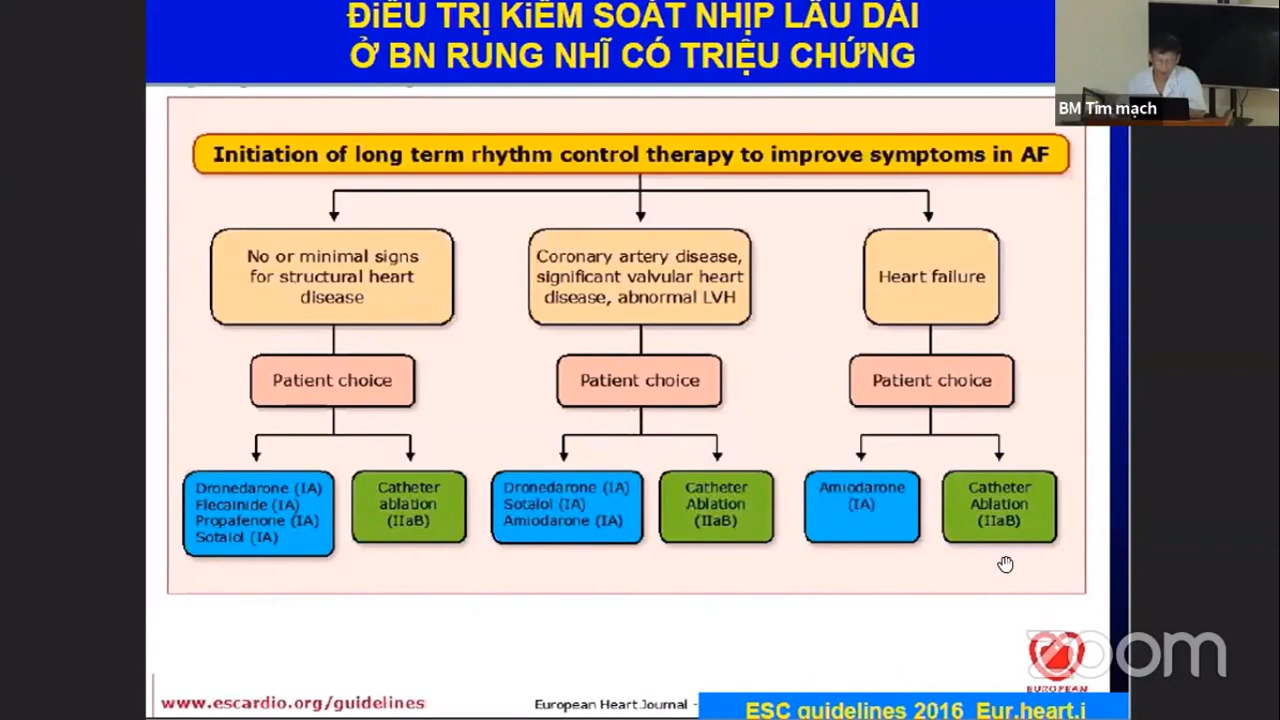 ĐiỀU TRỊ KiỂM SOÁT NHỊP LÂU DÀI
Ở BN RUNG NHĨ CÓ TRIỆU CHỨNG
BM Tim mạch
Initiation of long term rhythm control therapy to improve symptoms in AF
No or minimal signs
for structural heart
disease
Coronary artery disease,
significant valvular heart
disease, abnormal LVH
Heart failure
Patient choice
Patient choice
Patient choice
Dronedarone (IA)
Flecainide (IA)
Propafenone (IA)
Sotalol (IA)
Catheter
ablation
(IIaB)
Dronedarone (IA)
Sotalol (IA)
Amiodarone (IA)
Catheter
Ablation
(IIaB)
Amiodarone
(IA)
Catheter
Ablation
(IIaB)
zoom
EUROPEAN
www.escardio.org/guidelines
European Heart Journal -
ESC guidelines 2016 Eur.heart.j